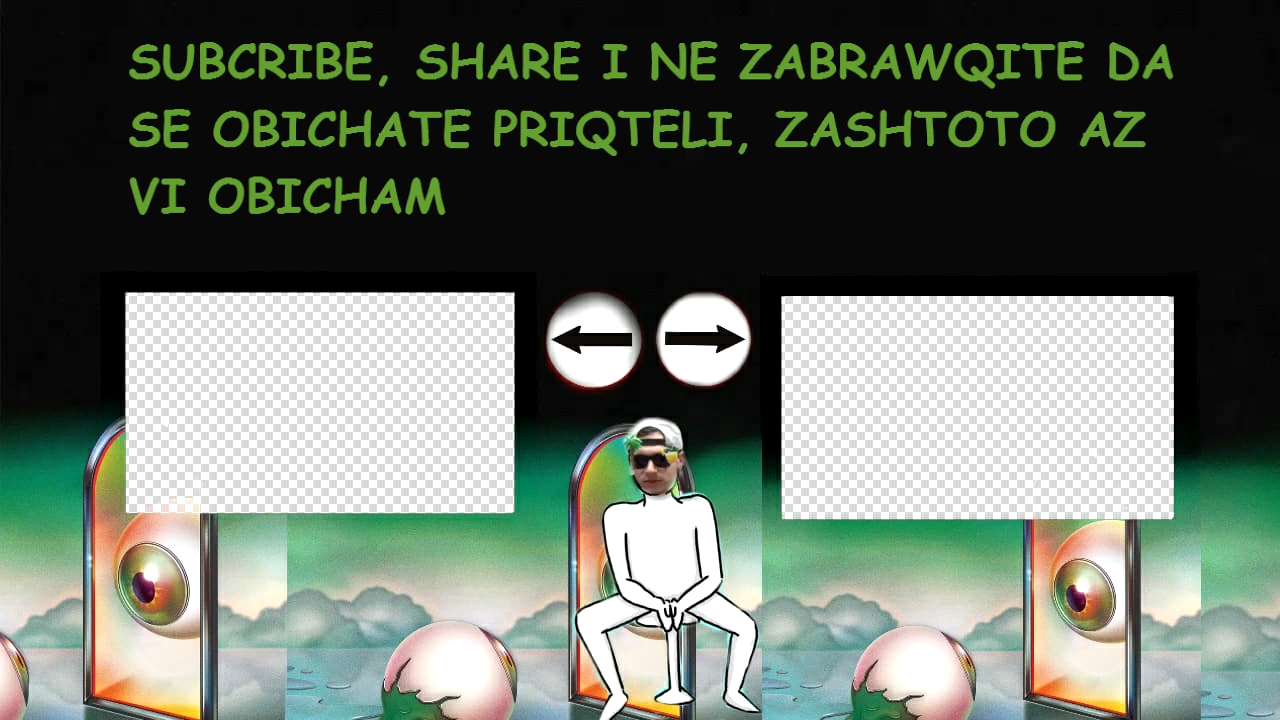 SUBCRIBE, SHARE I NE ZABRAWQITE DA
SE OBICHATE PRIQTELI, ZASHTOTO AZ
VI OBICHAM